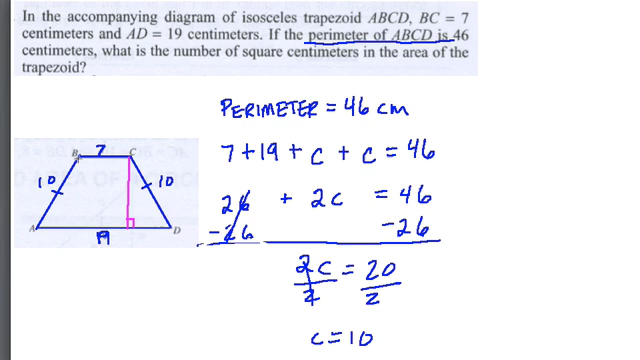 In the accompanying diagram of isosceles trapezoid ABCD, BC = 7
centimeters and AD = 19 centimeters. If the perimeter of ABCD is 46
centimeters, what is the number of square centimeters in the area of the
trapezoid?
PERIMETER = 46 cm
7 + 19 + c + c = 46
26 + 2c = 46
-26 -26
2c = 20
2 2
c = 10
B 7 C
10 10
A 19 D